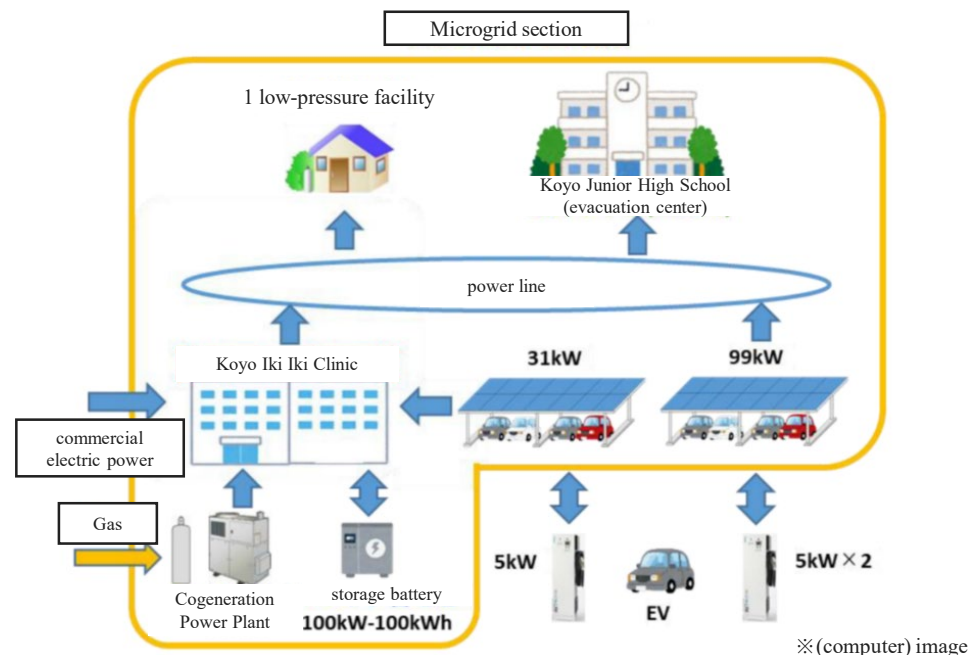 Microgrid section
1 low-pressure facility
Koyo Junior High School
(evacuation center)
power line
Koyo Iki Iki Clinic
31kW
99kW
commercial
electric power
Gas
Cogeneration
Power Plant
storage battery
100kW-100kWh
5kW
EV
5kW×2
※(computer) image